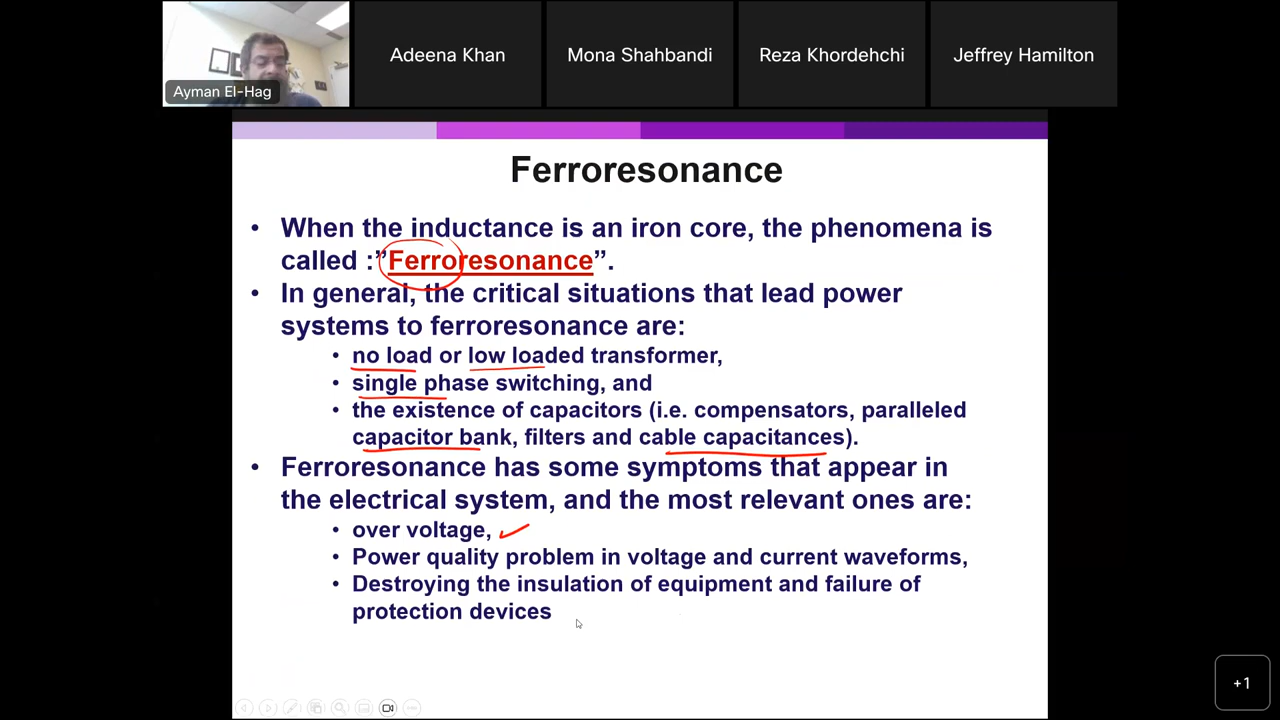 Adeena Khan
Mona Shahbandi
Reza Khordehchi
Jeffrey Hamilton
Ayman El-Hag
Ferroresonance
• When the inductance is an iron core, the phenomena is
called :”Ferroresonance”.
• In general, the critical situations that lead power
systems to ferroresonance are:
• no load or low loaded transformer,
• single phase switching, and
• the existence of capacitors (i.e. compensators, paralleled
capacitor bank, filters and cable capacitances).
• Ferroresonance has some symptoms that appear in
the electrical system, and the most relevant ones are:
• over voltage,
• Power quality problem in voltage and current waveforms,
• Destroying the insulation of equipment and failure of
protection devices
+1